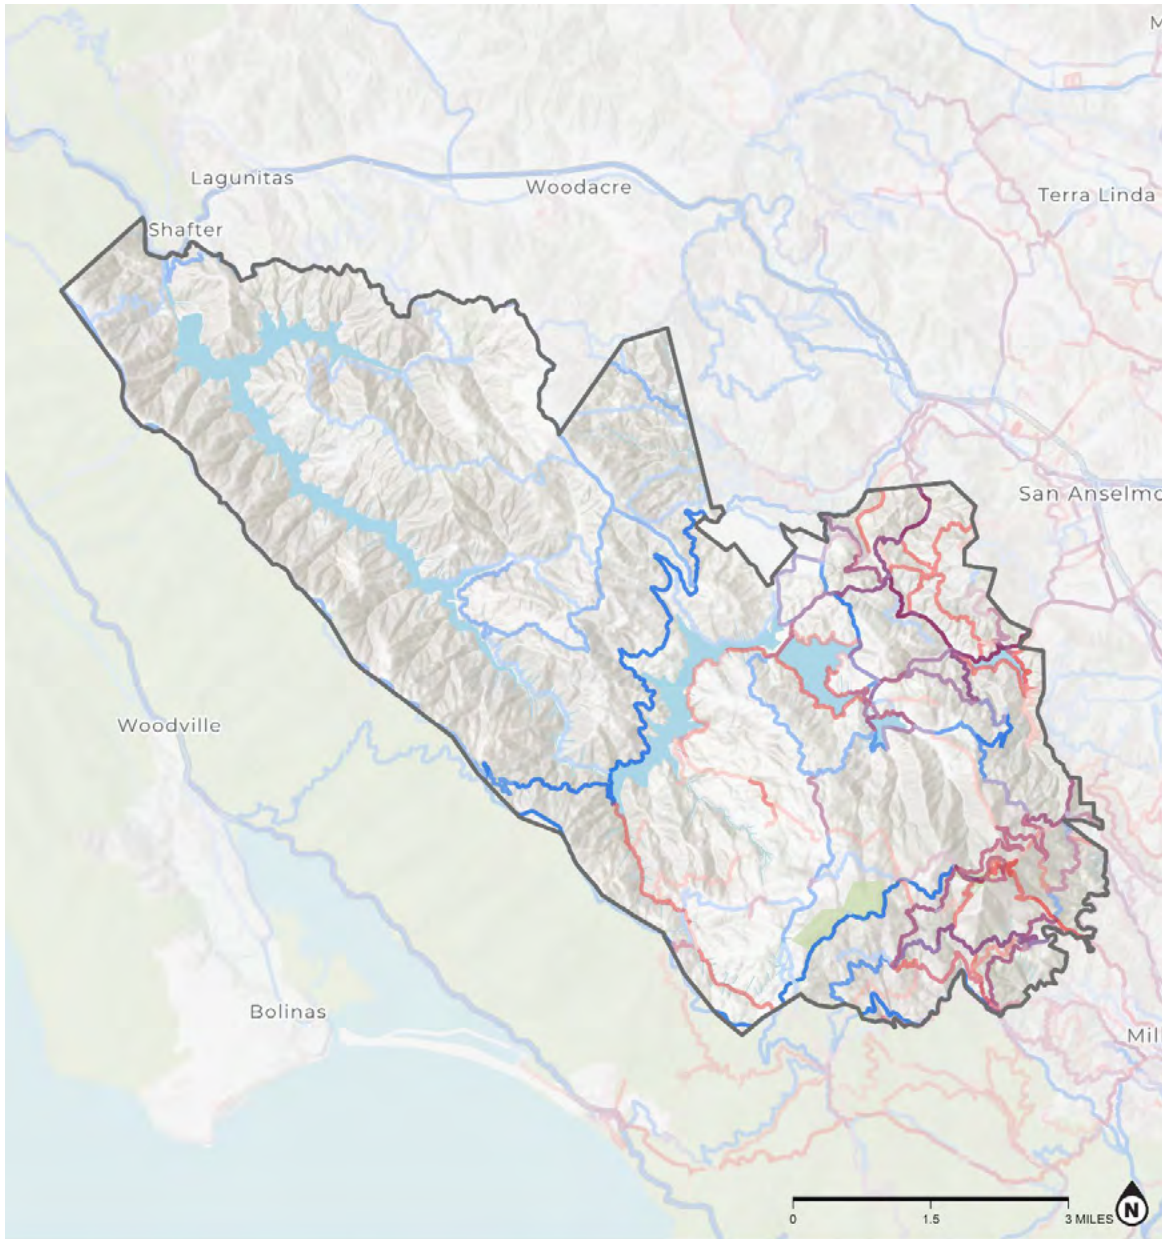 M
Lagunitas
Woodacre
Terra Linda
Shafter
San Anselmo
Woodville
Bolinas
Mil
0
1.5
3 MILES
N